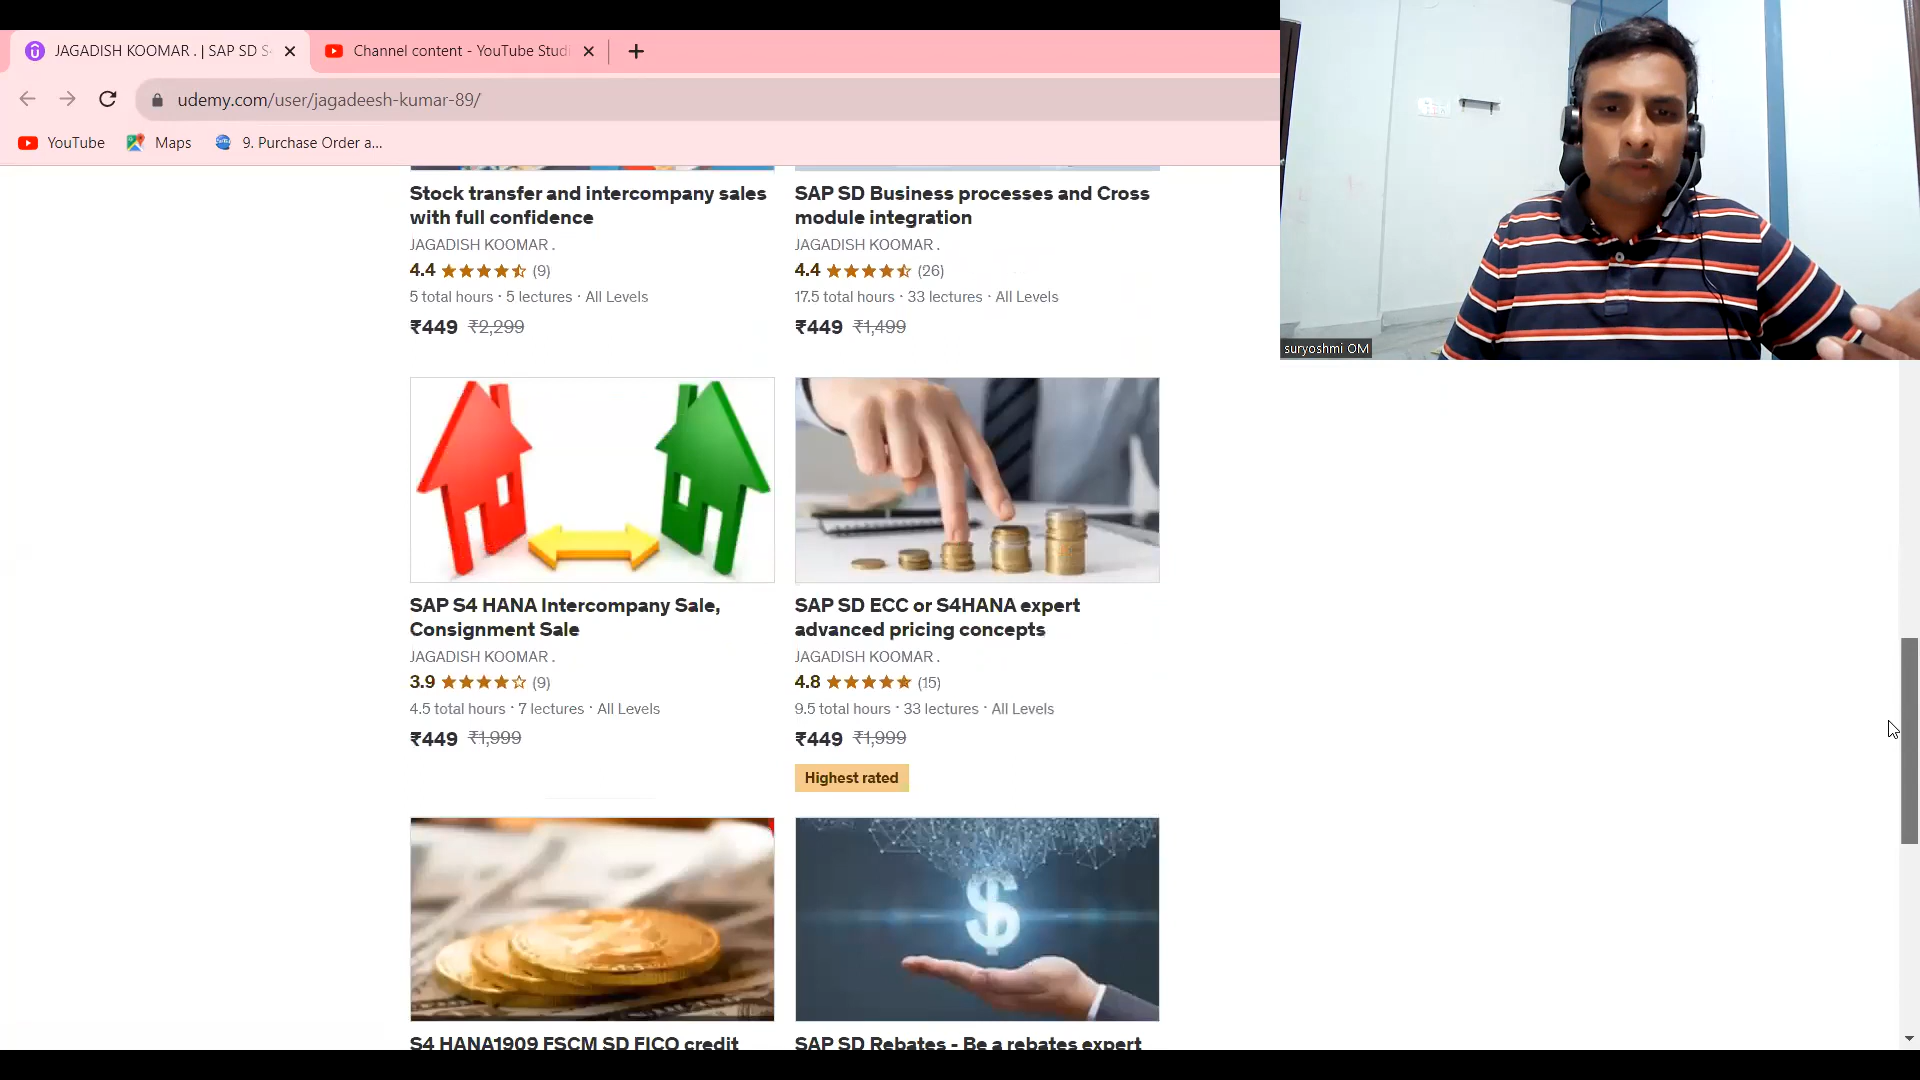 JAGADISH KOOMAR . | SAP SD S
Channel content - YouTube Studi
udemy.com/user/jagadeesh-kumar-89/
YouTube
Maps
9. Purchase Order a...
suryoshmi OM
Stock transfer and intercompany sales
with full confidence
JAGADISH KOOMAR .
4.4 (9)
5 total hours · 5 lectures · All Levels
₹449 ₹2,299
SAP SD Business processes and Cross
module integration
JAGADISH KOOMAR .
4.4 (26)
17.5 total hours · 33 lectures · All Levels
₹449 ₹1,499
SAP S4 HANA Intercompany Sale,
Consignment Sale
JAGADISH KOOMAR .
3.9 (9)
4.5 total hours · 7 lectures · All Levels
₹449 ₹1,999
SAP SD ECC or S4HANA expert
advanced pricing concepts
JAGADISH KOOMAR .
4.8 (15)
9.5 total hours · 33 lectures · All Levels
₹449 ₹1,999
Highest rated
S4 HANA1909 FSCM SD FICO credit
SAP SD Rebates - Be a rebates expert